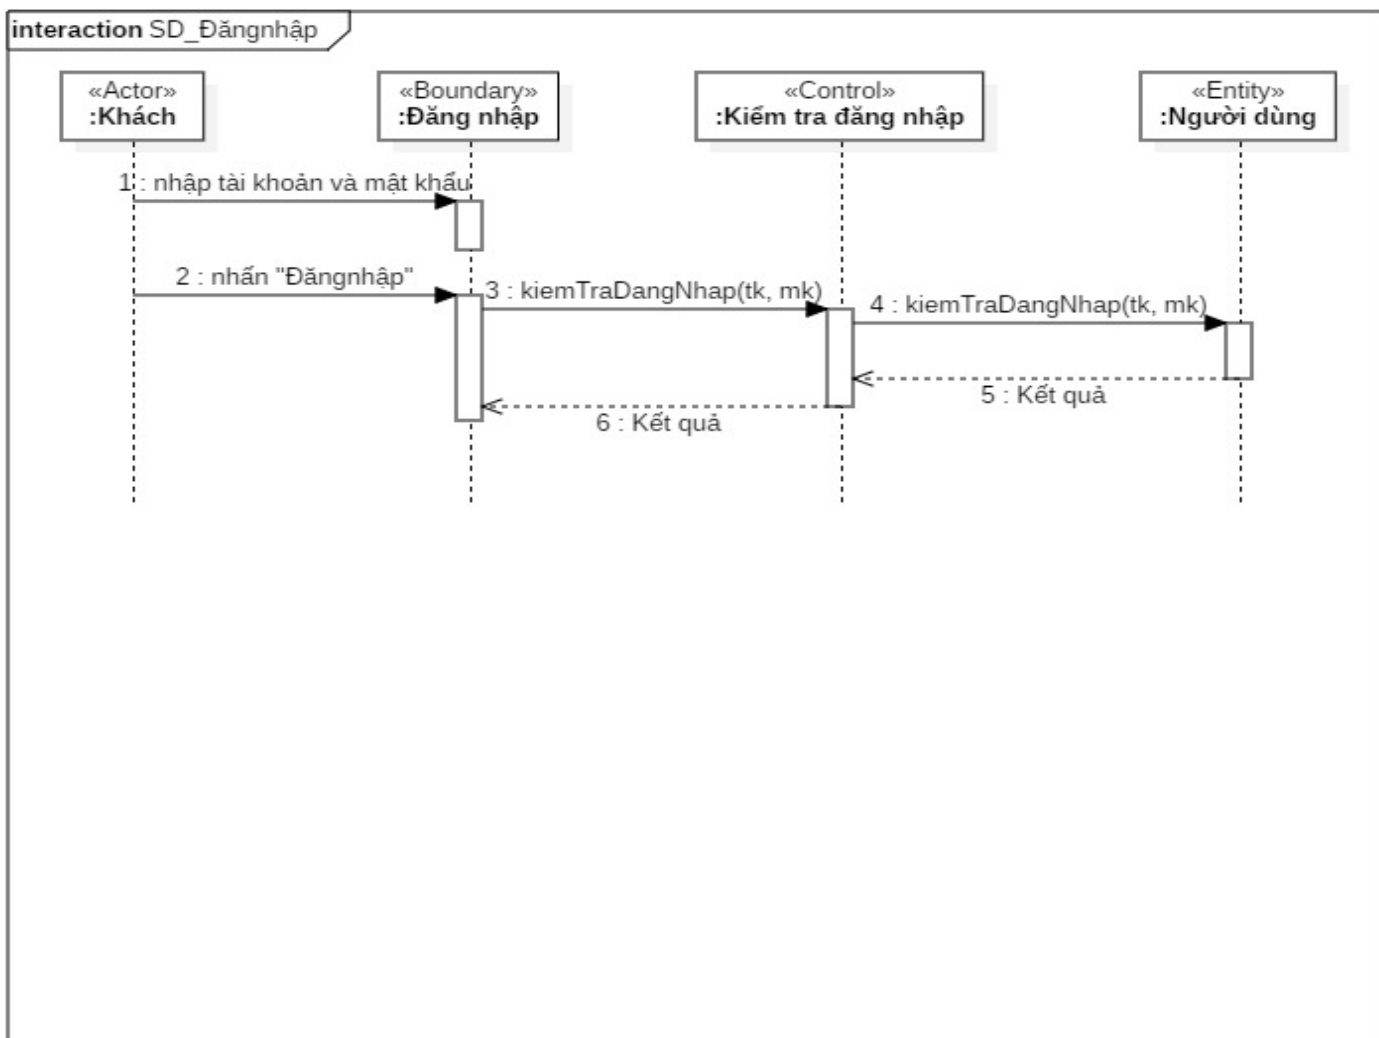 interaction SD_Đăngnhập
«Actor»
:Khách
«Boundary»
:Đăng nhập
«Control»
:Kiểm tra đăng nhập
«Entity»
:Người dùng
1 : nhập tài khoản và mật khẩu
2 : nhấn "Đăngnhập"
3 : kiemTraDangNhap(tk, mk)
4 : kiemTraDangNhap(tk, mk)
5 : Kết quả
6 : Kết quả